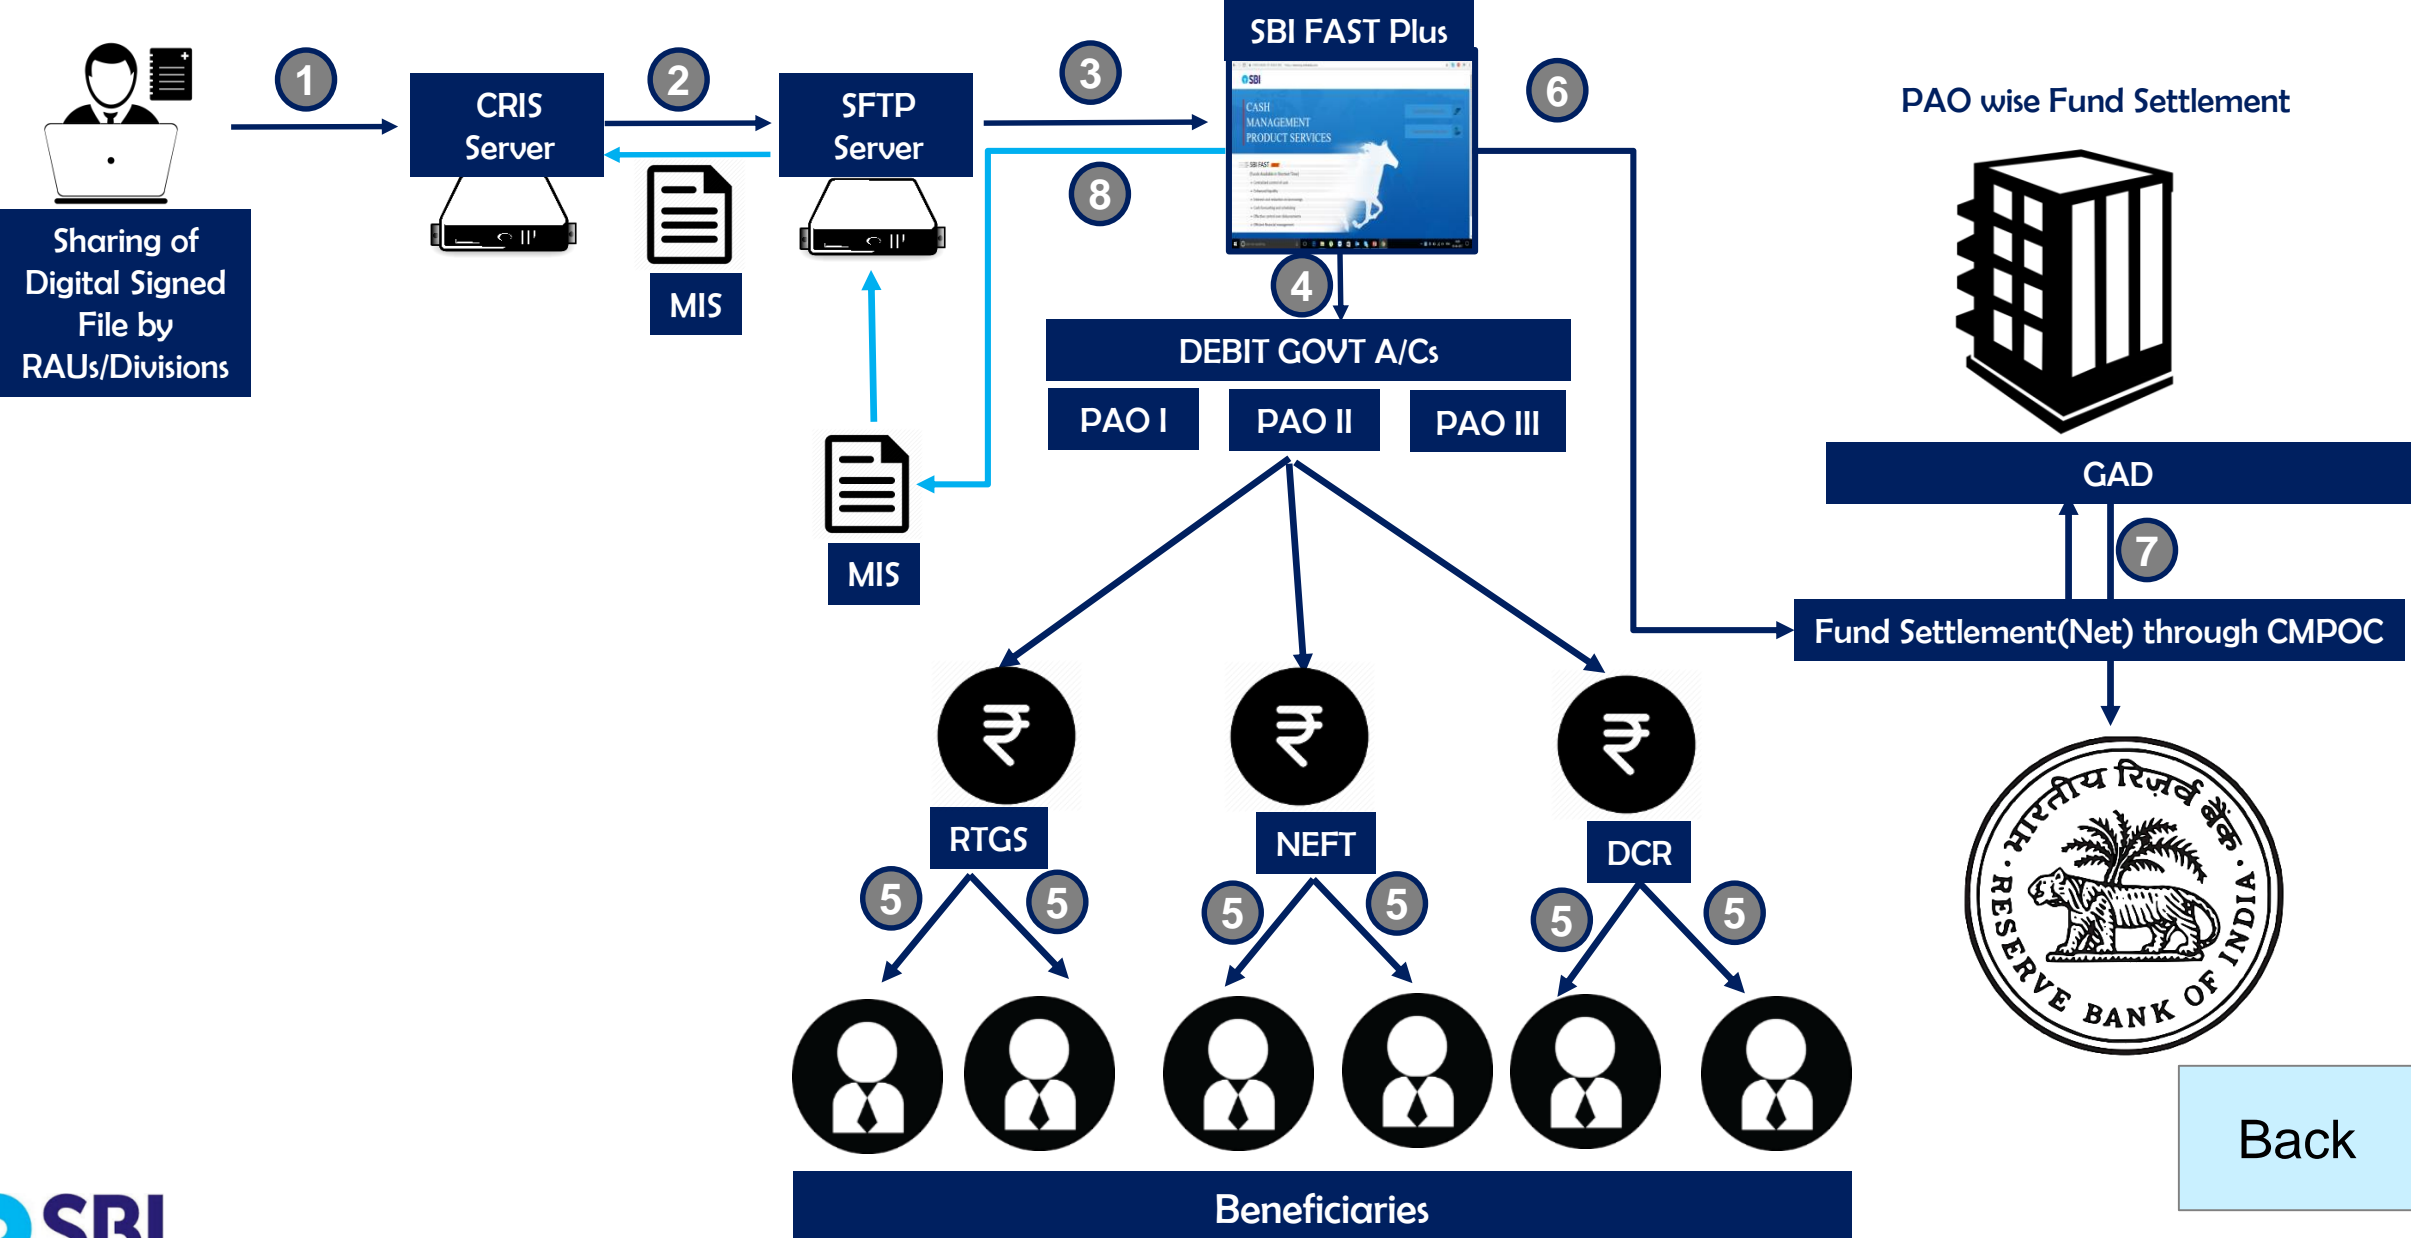 SBI FAST Plus
1
2
3
6
CRIS
Server
SFTP
Server
SBI
CASH
MANAGEMENT
PRODUCT SERVICES
SBI FAST
PAO wise Fund Settlement
8
Sharing of
Digital Signed
File by
RAUs/Divisions
MIS
4
DEBIT GOVT A/Cs
PAO I
PAO II
PAO III
GAD
7
MIS
Fund Settlement(Net) through CMPOC
₹
₹
₹
RTGS
NEFT
DCR
5
5
5
5
5
5
भारतीय रिज़र्व बैंक
RESERVE BANK OF INDIA
Back
Beneficiaries
SBI